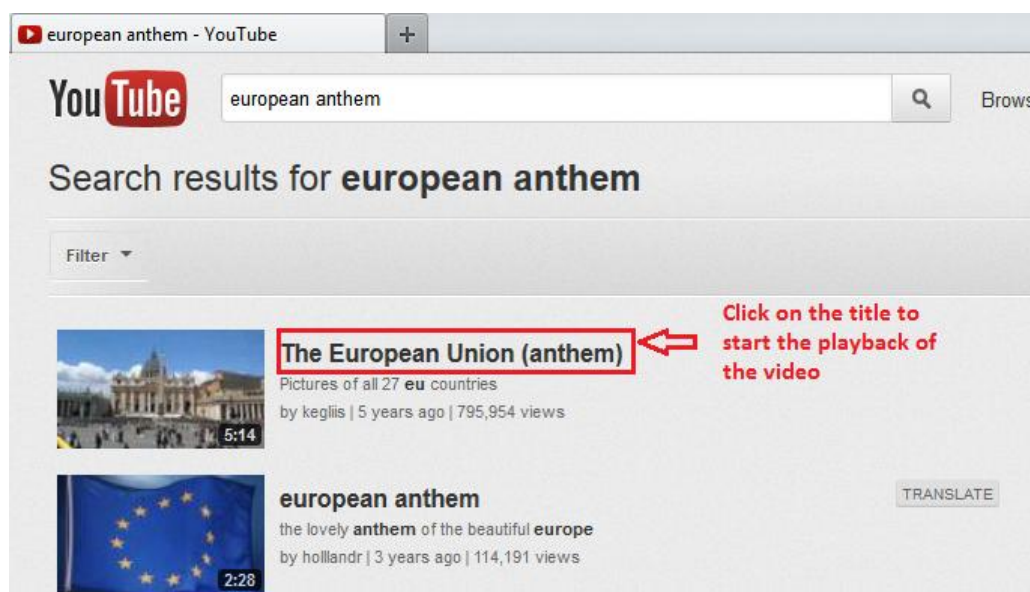 european anthem - YouTube
YouTube
european anthem
Brows
Search results for european anthem
Filter
The European Union (anthem)
Pictures of all 27 eu countries
by kegliis | 5 years ago | 795,954 views
5:14
Click on the title to
start the playback of
the video
european anthem
the lovely anthem of the beautiful europe
by holllandr | 3 years ago | 114,191 views
2:28
TRANSLATE